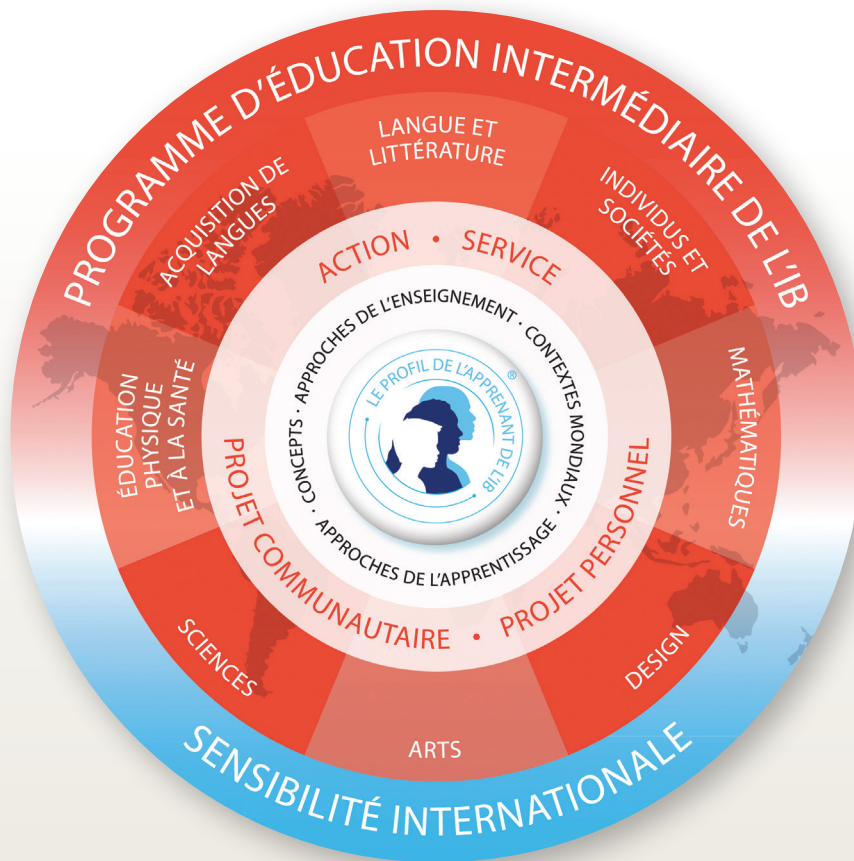 PROGRAMME D'ÉDUCATION INTERMÉDIAIRE DE L'IB
LANGUE ET
LITTÉRATURE
INDIVIDUS ET
SOCIÉTÉS
MATHÉMATIQUES
DESIGN
ARTS
SCIENCES
ÉDUCATION
PHYSIQUE
ET À LA SANTÉ
ACQUISITION DE
LANGUES
ACTION • SERVICE
PROJET PERSONNEL
PROJET COMMUNAUTAIRE •
APPROCHES DE L'ENSEIGNEMENT · CONTEXTES MONDIAUX ·
APPROCHES DE L'APPRENTISSAGE · CONCEPTS ·
LE PROFIL DE L'APPRENANT DE L'IB
®
SENSIBILITÉ INTERNATIONALE